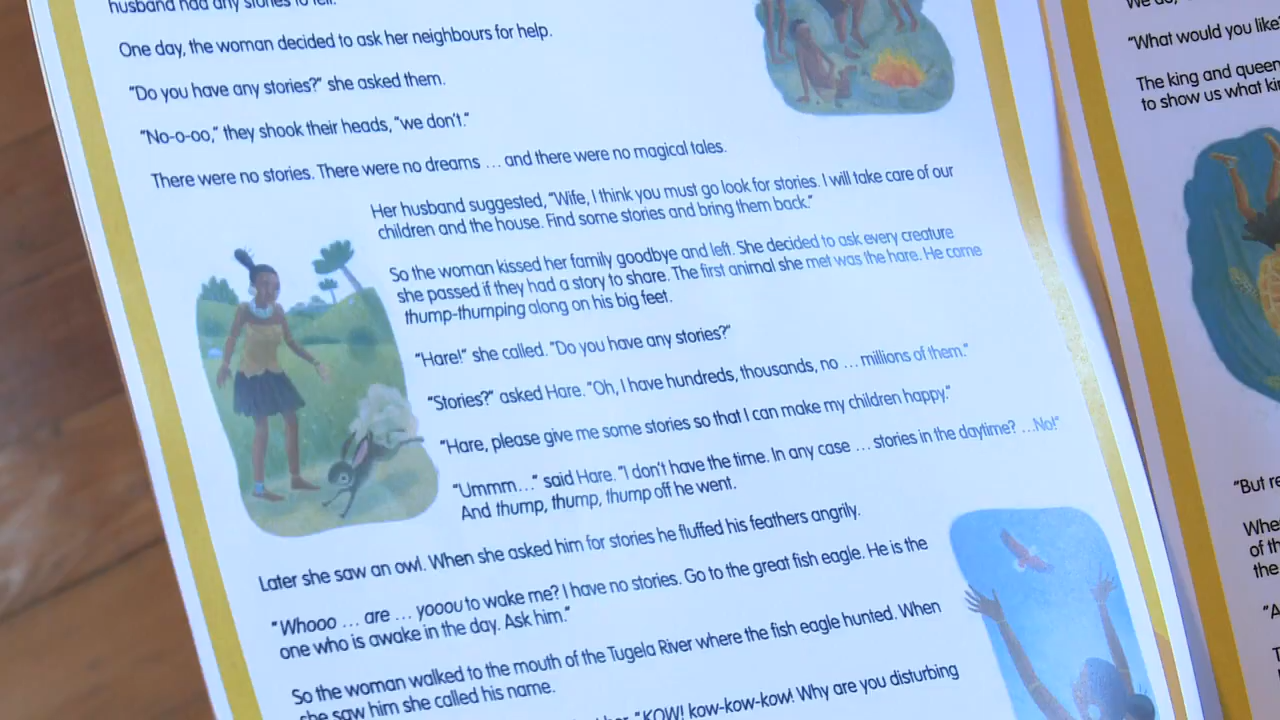 husband had any stories to tell.
One day, the woman decided to ask her neighbours for help.
"Do you have any stories?" she asked them.
"No-o-oo," they shook their heads, "we don't."
There were no stories. There were no dreams ... and there were no magical tales.
Her husband suggested, "Wife, I think you must go look for stories. I will take care of our
children and the house. Find some stories and bring them back."
So the woman kissed her family goodbye and left. She decided to ask every creature
she passed if they had a story to share. The first animal she met was the hare. He came
thump-thumping along on his big feet.
"Hare!" she called. "Do you have any stories?"
"Stories?" asked Hare. "Oh, I have hundreds, thousands, no ... millions of them."
"Hare, please give me some stories so that I can make my children happy."
"Ummm..." said Hare. "I don't have the time. In any case ... stories in the daytime? ...No!"
And thump, thump, thump off he went.
Later she saw an owl. When she asked him for stories he fluffed his feathers angrily.
"Whooo ... are ... yooou to wake me? I have no stories. Go to the great fish eagle. He is the
one who is awake in the day. Ask him."
So the woman walked to the mouth of the Tugela River where the fish eagle hunted. When
she saw him she called his name.
"KOW! kow-kow-kow! Why are you disturbing
"What would you like
The king and queen
to show us what
"But
of
the